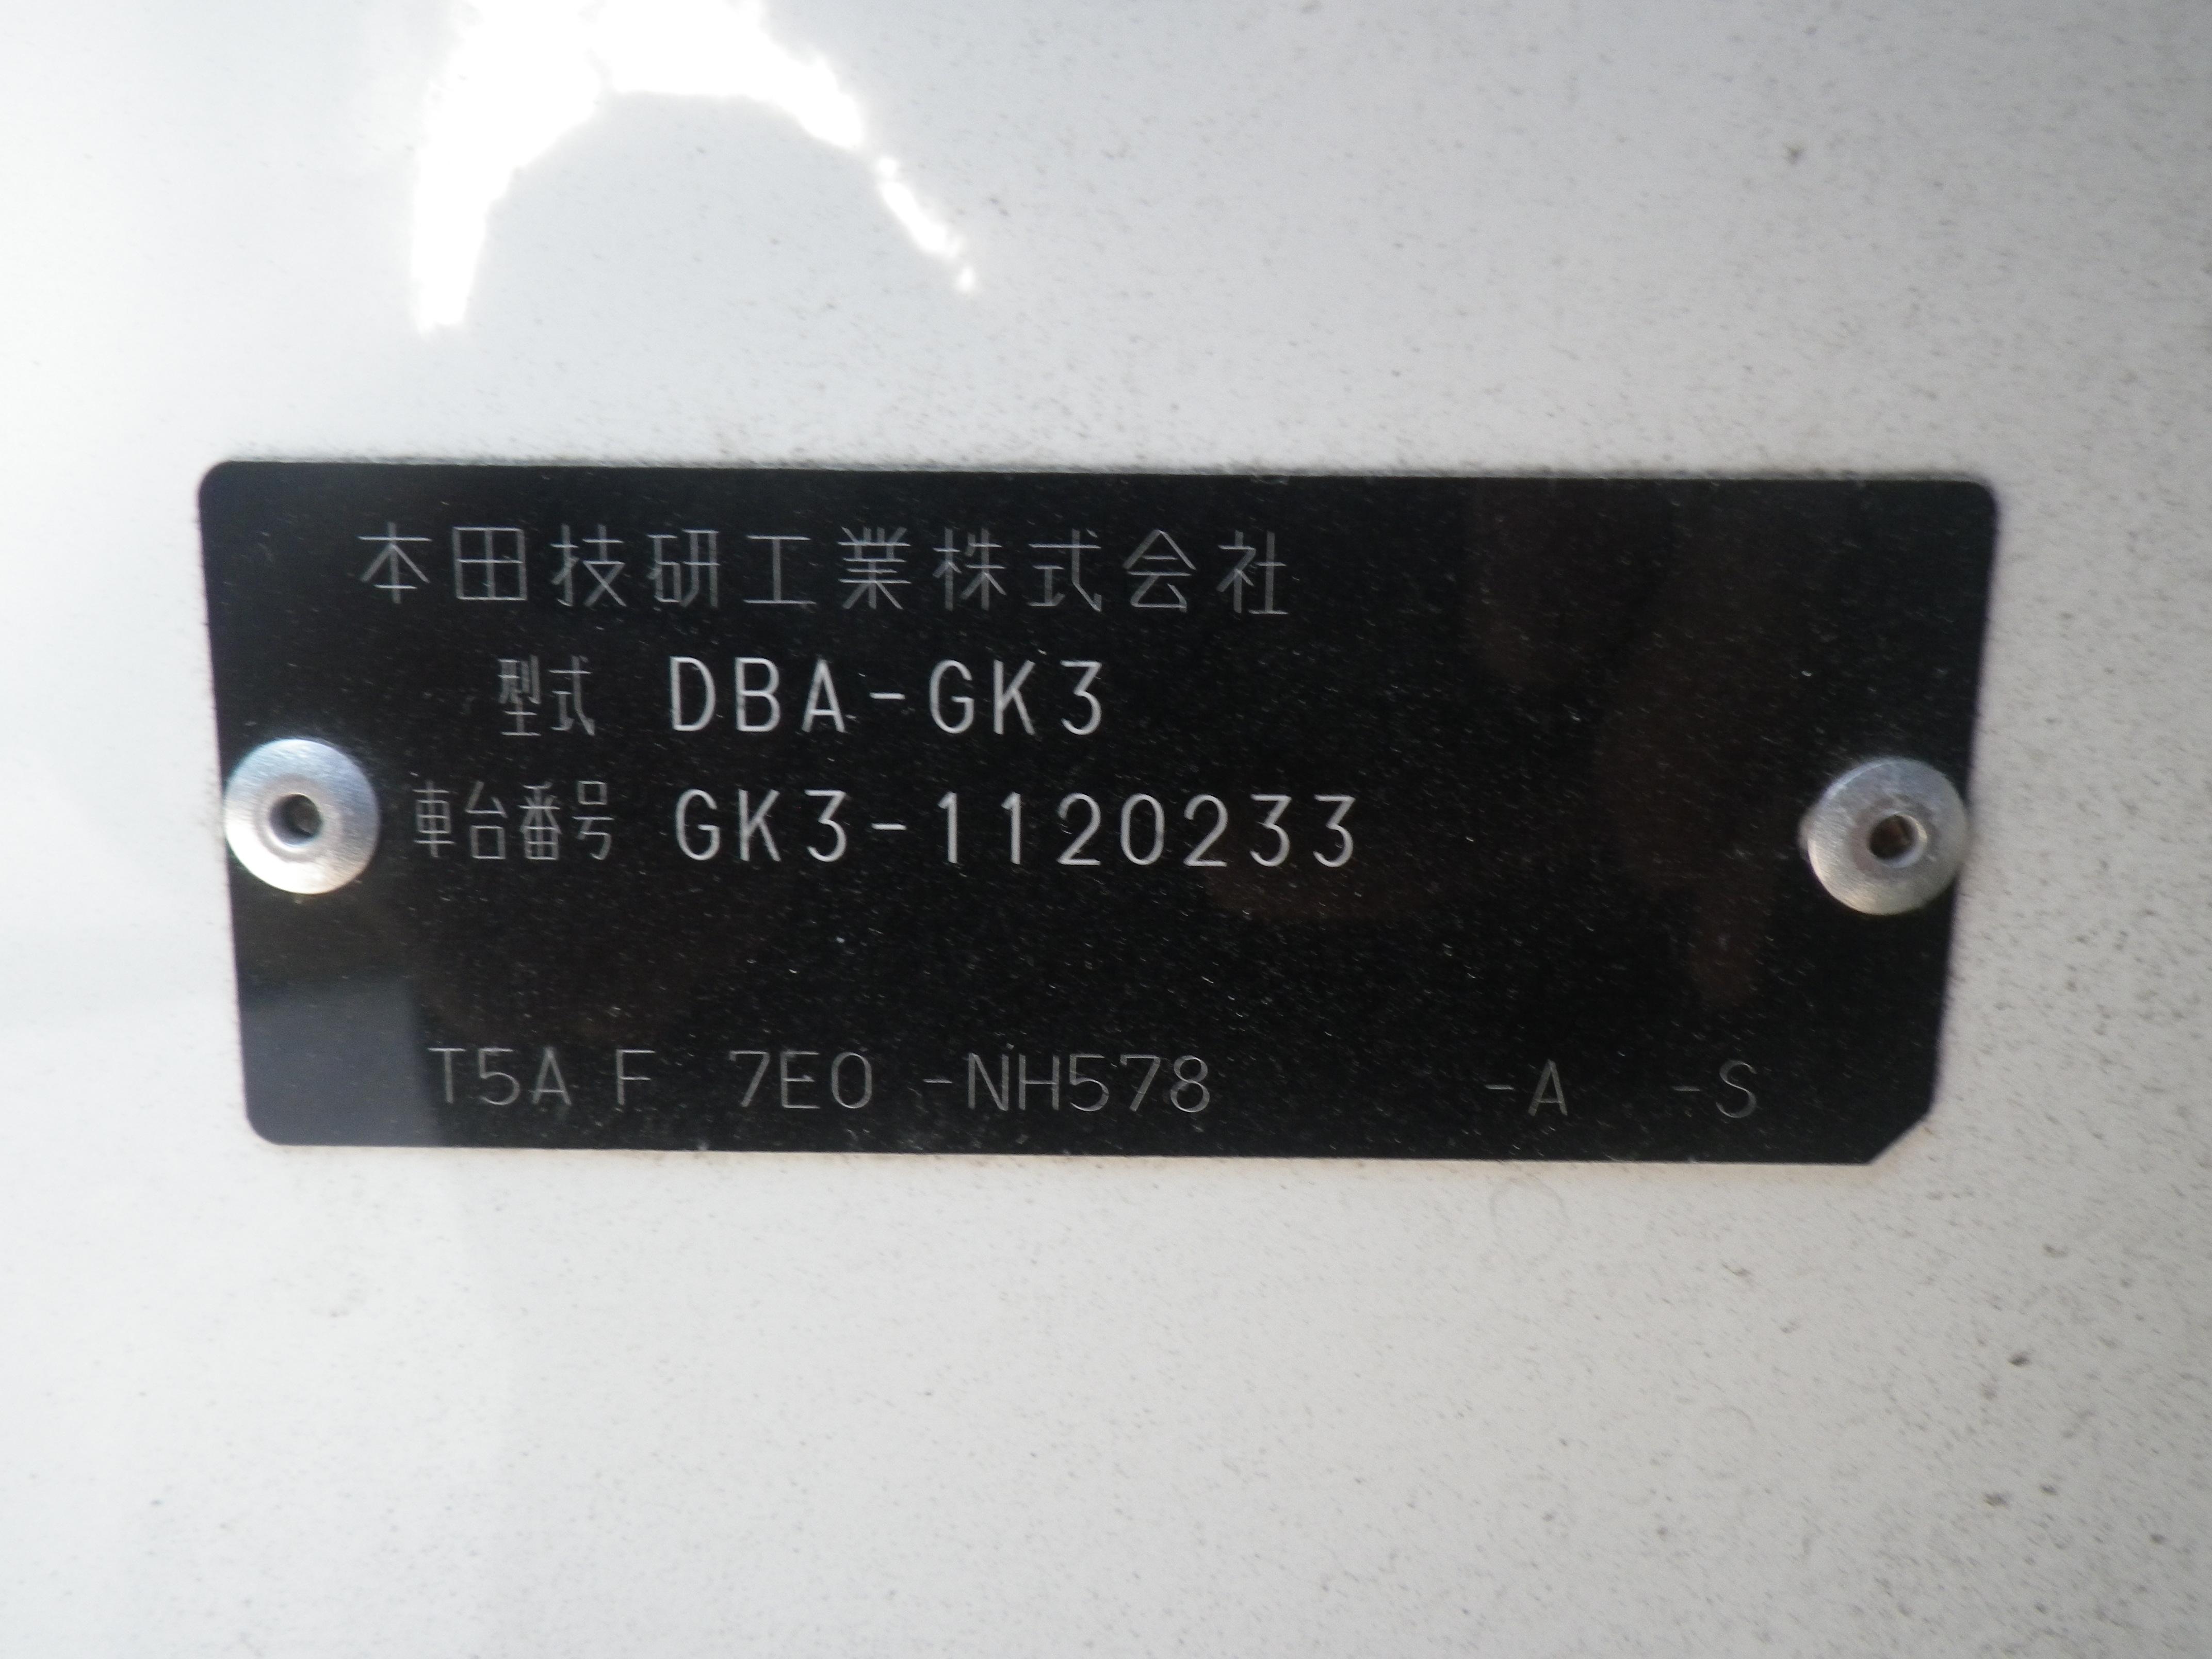 本田技研工業株式会社
型式 DBA-GK3
車台番号 GK3-1120233
T5A F 7E0 -NH578 -A -S